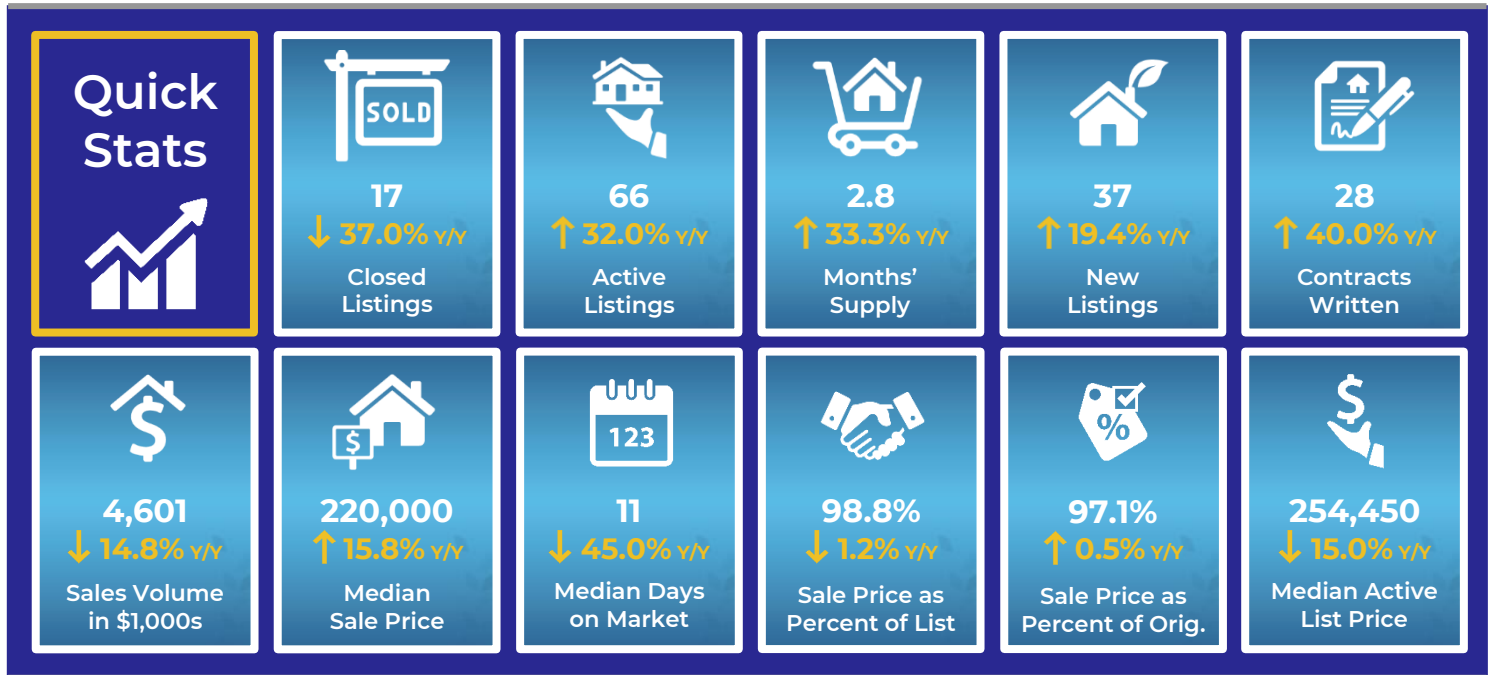 Quick
Stats
SOLD
17
↓ 37.0% Y/Y
Closed
Listings
66
↑ 32.0% Y/Y
Active
Listings
2.8
↑ 33.3% Y/Y
Months’
Supply
37
↑ 19.4% Y/Y
New
Listings
28
↑ 40.0% Y/Y
Contracts
Written
$
4,601
↓ 14.8% Y/Y
Sales Volume
in $1,000s
$
220,000
↑ 15.8% Y/Y
Median
Sale Price
123
11
↓ 45.0% Y/Y
Median Days
on Market
98.8%
↓ 1.2% Y/Y
Sale Price as
Percent of List
%
97.1%
↑ 0.5% Y/Y
Sale Price as
Percent of Orig.
$
254,450
↓ 15.0% Y/Y
Median Active
List Price